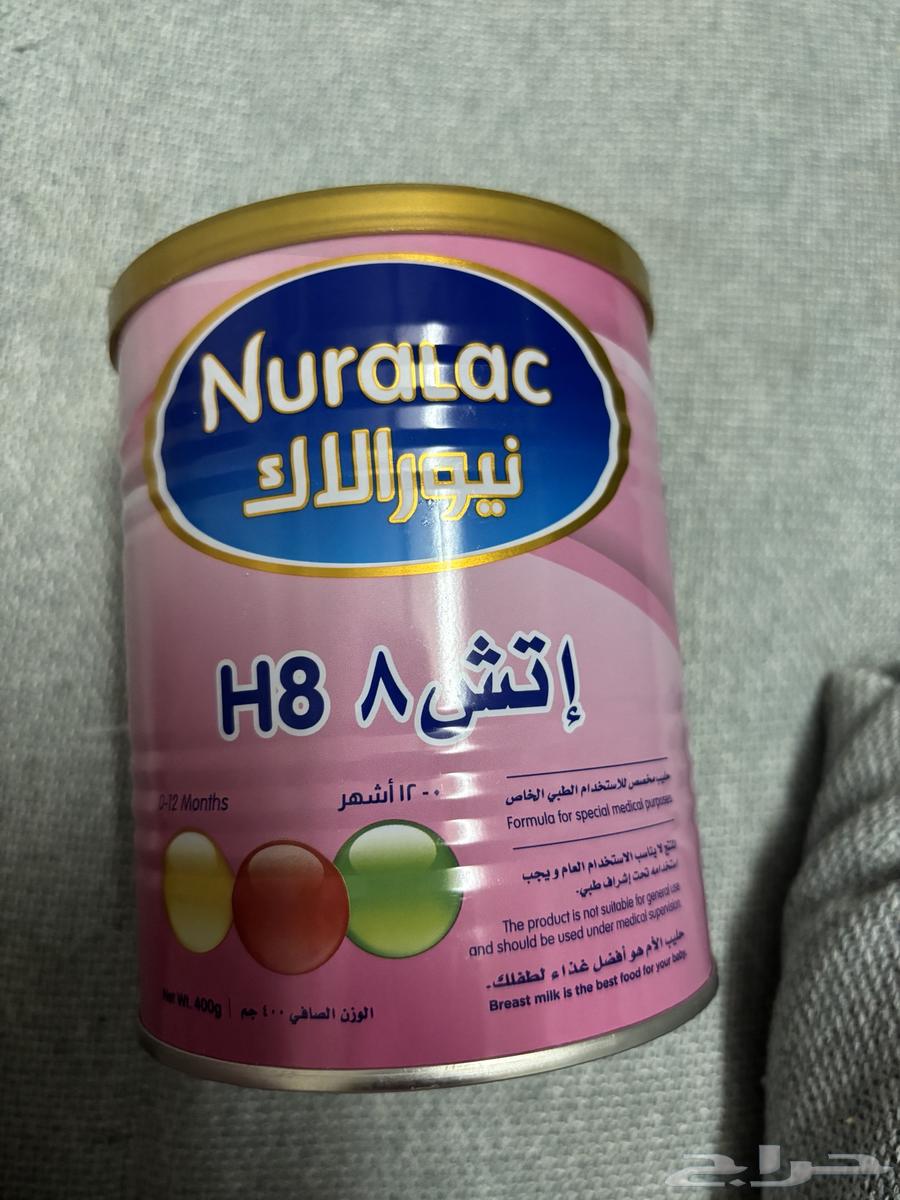 NuraLac
نيورالاك
H8 إتش ٨
0-12 Months
٠-١٢ أشهر
حليب مخصص للاستخدام الطبي الخاص
Formula for special medical purposes.
المنتج لا يناسب الاستخدام العام و يجب
استخدامه تحت إشراف طبي.
The product is not suitable for general use
and should be used under medical supervision.
حليب الأم هو أفضل غذاء لطفلك.
Breast milk is the best food for your baby.
Net Wt. 400g | الوزن الصافي ٤٠٠ جم
حراج